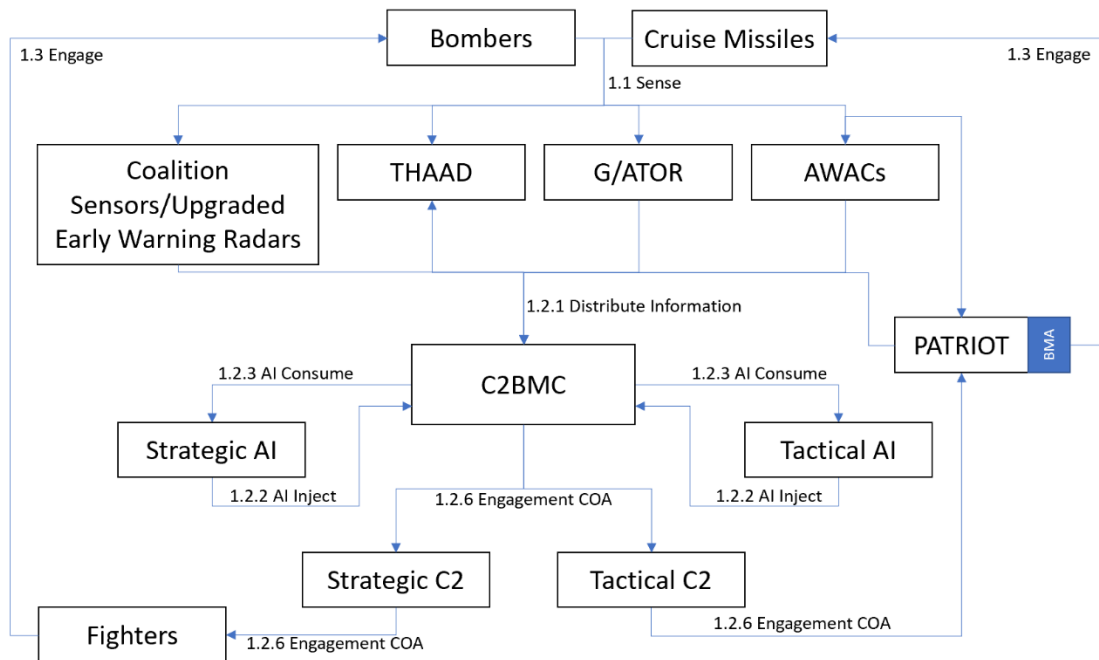 Bombers
Cruise Missiles
1.3 Engage
1.3 Engage
1.1 Sense
Coalition
Sensors/Upgraded
Early Warning Radars
THAAD
G/ATOR
AWACs
1.2.1 Distribute Information
PATRIOT
BMA
C2BMC
1.2.3 AI Consume
1.2.3 AI Consume
Strategic AI
Tactical AI
1.2.2 AI Inject
1.2.2 AI Inject
1.2.6 Engagement COA
Strategic C2
Tactical C2
Fighters
1.2.6 Engagement COA
1.2.6 Engagement COA